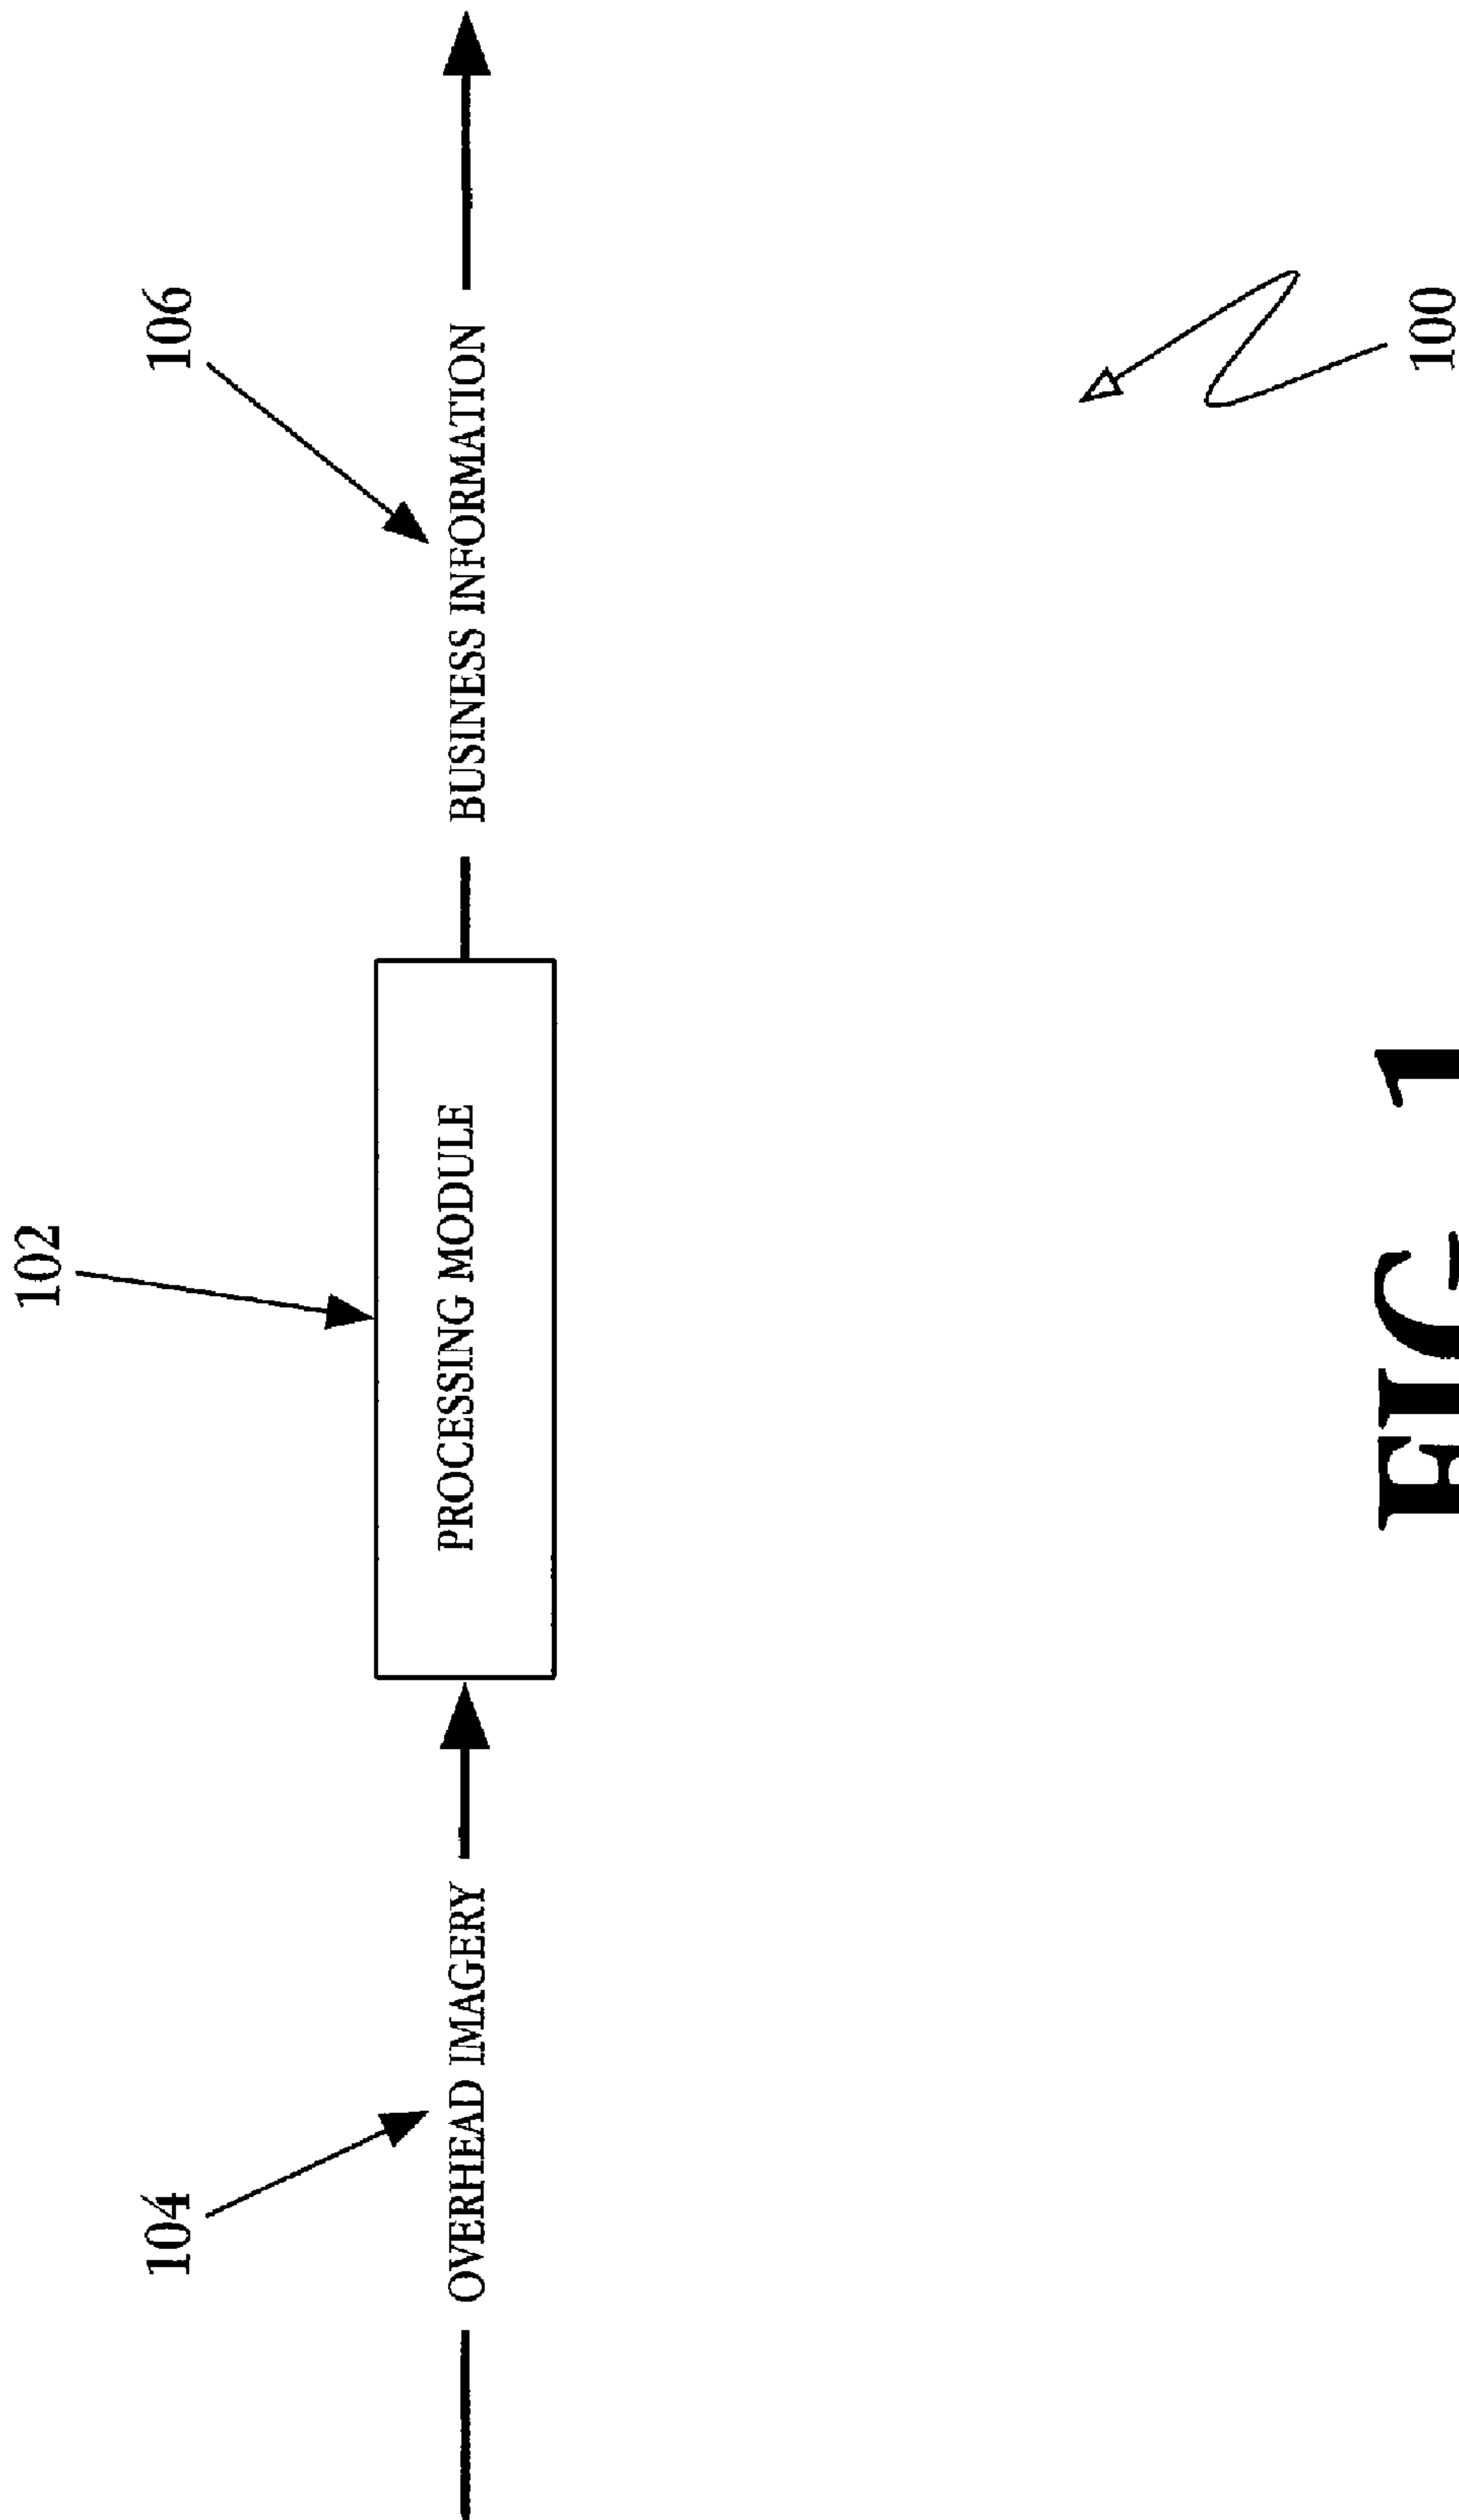 102
104
106
OVERHEAD IMAGERY
PROCESSING MODULE
BUSINESS INFORMATION
100
FIG. 1